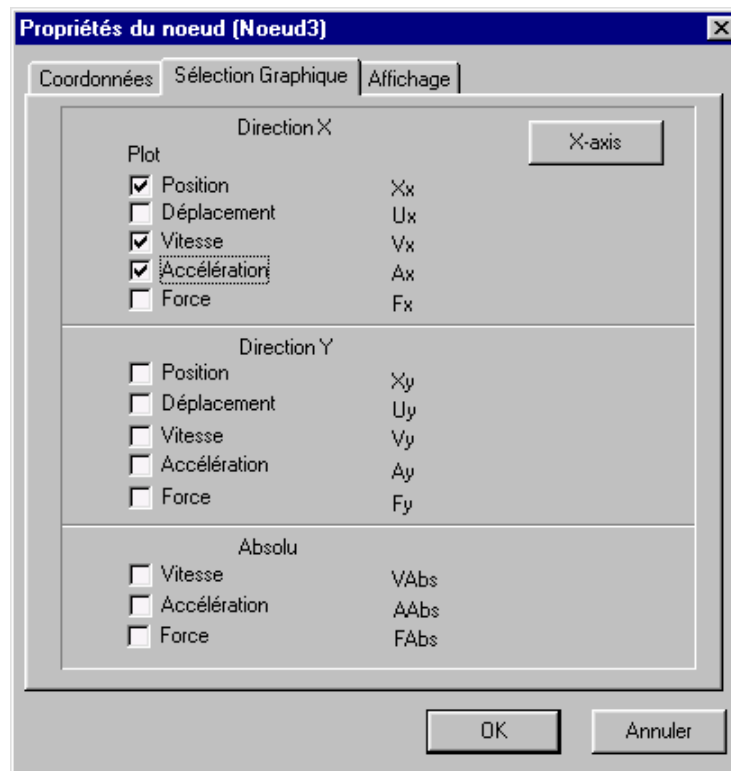 Propriétés du noeud (Noeud3)
Coordonnées Sélection Graphique Affichage
Direction X
X-axis
Plot
Position Xx
Déplacement Ux
Vitesse Vx
Accélération Ax
Force Fx
Direction Y
Position Xy
Déplacement Uy
Vitesse Vy
Accélération Ay
Force Fy
Absolu
Vitesse VAbs
Accélération AAbs
Force FAbs
OK Annuler